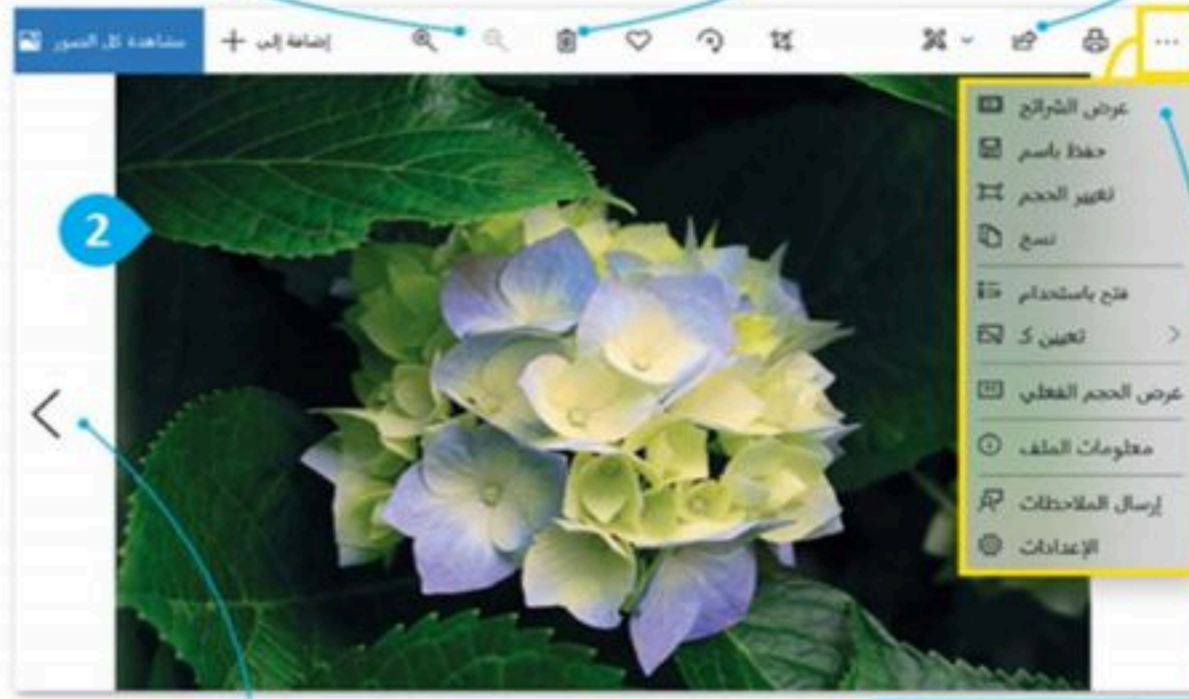 مشاهدة كل الصور
إضافة إلى +
...
2
عرض الشرائح
حفظ باسم
تغيير الحجم
نسخ
فتح باستخدام
تعيين كـ
عرض الحجم الفعلي
معلومات الملف
إرسال الملاحظات
الإعدادات